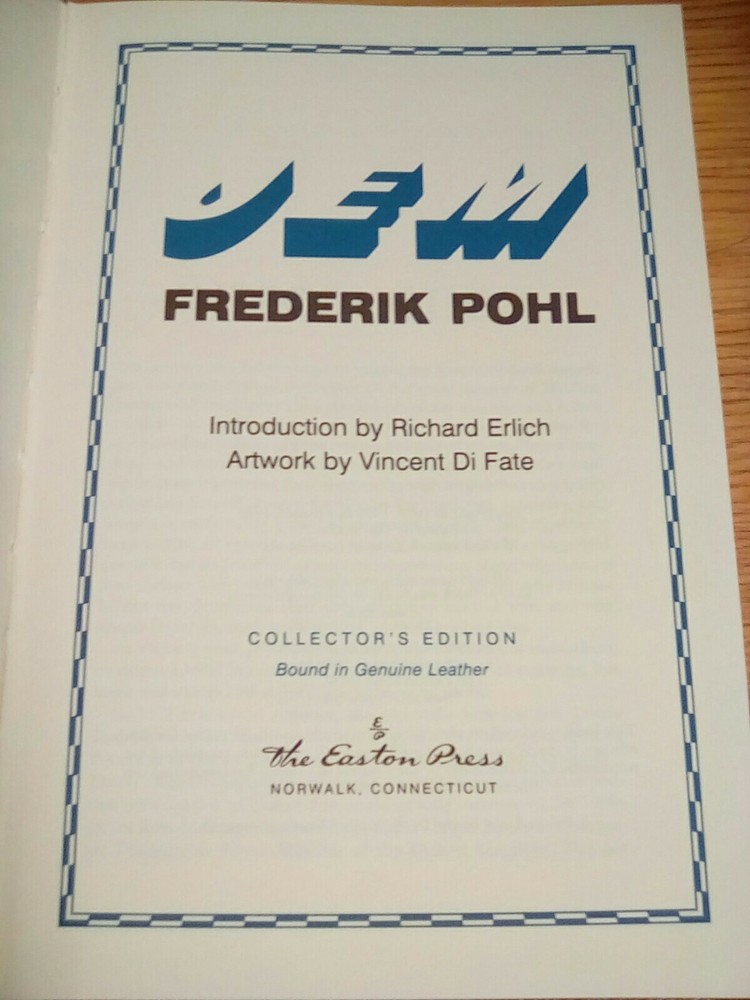 JEM
FREDERIK POHL
Introduction by Richard Erlich
Artwork by Vincent Di Fate
COLLECTOR'S EDITION
Bound in Genuine Leather
E
P
The Easton Press
NORWALK, CONNECTICUT